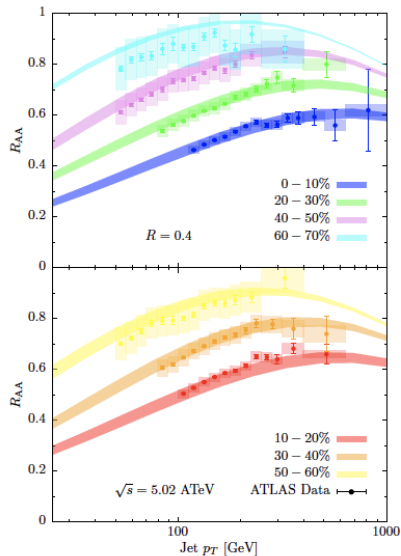 1
0.8
0.6
0.4
0.2
0
R_AA
0 − 10%
20 − 30%
40 − 50%
60 − 70%
R = 0.4
1
0.8
0.6
0.4
0.2
0
R_AA
10 − 20%
30 − 40%
50 − 60%
√s = 5.02 ATeV
ATLAS Data
100
1000
Jet p_T [GeV]